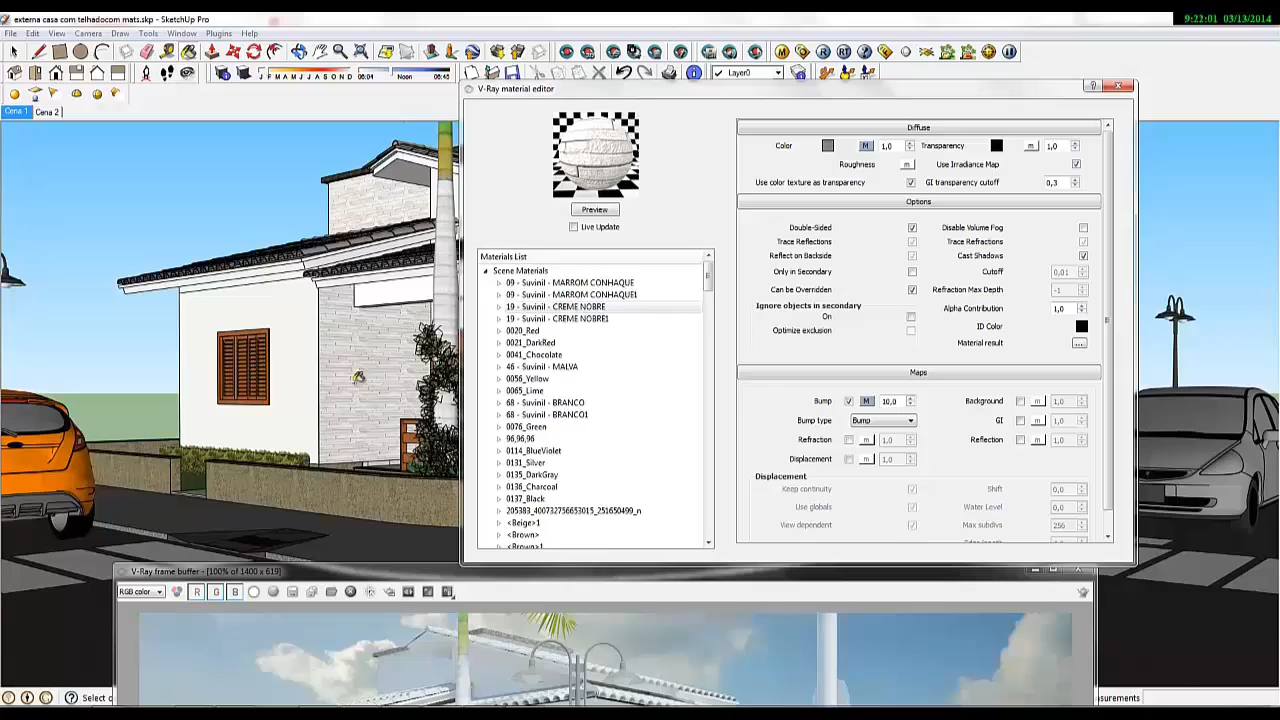 externa casa com telhadocom mats.skp - SketchUp Pro
9:22:01 03/13/2014
File Edit View Camera Draw Tools Window Plugins Help
J F M A M J J A S O N D 06:04 Noon 06:46
Layer0
Cena 1 Cena 2
V-Ray material editor
Preview
Live Update
Materials List
Scene Materials
09 - Suvinil - MARROM CONHAQUE
09 - Suvinil - MARROM CONHAQUE1
19 - Suvinil - CREME NOBRE
19 - Suvinil - CREME NOBRE1
0020_Red
0021_DarkRed
0041_Chocolate
46 - Suvinil - MALVA
0056_Yellow
0065_Lime
68 - Suvinil - BRANCO
68 - Suvinil - BRANCO1
0076_Green
96,96,96
0114_BlueViolet
0131_Silver
0135_DarkGray
0136_Charcoal
0137_Black
205383_400732756653015_251650499_n
<Beige>1
<Brown>
<Brown>1
Diffuse
Color M 1,0 Transparency m 1,0
Roughness m Use Irradiance Map
Use color texture as transparency GI transparency cutoff 0,3
Options
Double-Sided Disable Volume Fog
Trace Reflections Trace Refractions
Reflect on Backside Cast Shadows
Only in Secondary Cutoff 0,01
Can be Overridden Refraction Max Depth -1
Ignore objects in secondary Alpha Contribution 1,0
On
ID Color
Optimize exclusion
Material result ...
Maps
Bump M 10,0 Background m 1,0
Bump type Bump GI m 1,0
Refraction m 1,0 Reflection m 1,0
Displacement m 1,0
Displacement
Keep continuity Shift 0,0
Use globals Water Level 0,0
View dependent Max subdivs 256
V-Ray frame buffer - [100% of 1400 x 619]
RGB color R G B
Select o
asurements